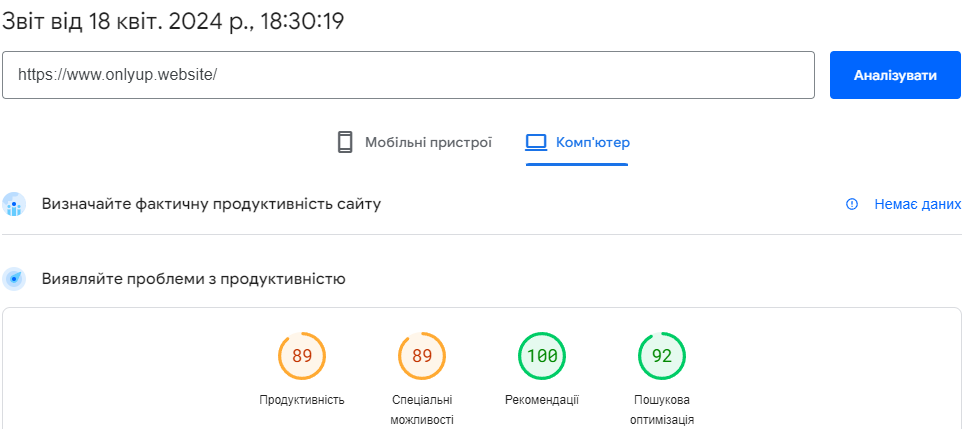 Звіт від 18 квіт. 2024 р., 18:30:19
https://www.onlyup.website/
Аналізувати
Мобільні пристрої
Комп'ютер
Визначайте фактичну продуктивність сайту
Немає даних
Виявляйте проблеми з продуктивністю
89
89
100
92
Продуктивність
Спеціальні
можливості
Рекомендації
Пошукова
оптимізація